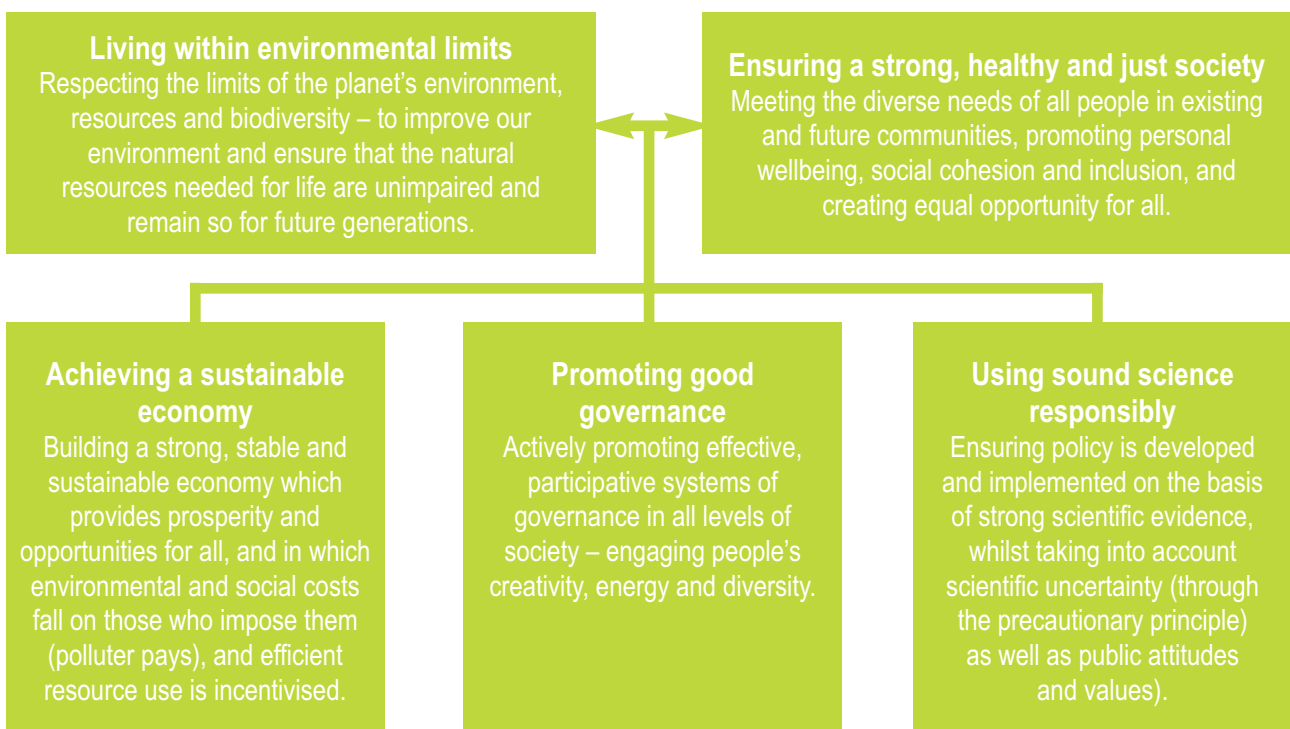 Living within environmental limits
Respecting the limits of the planet’s environment,
resources and biodiversity – to improve our
environment and ensure that the natural
resources needed for life are unimpaired and
remain so for future generations.
Ensuring a strong, healthy and just society
Meeting the diverse needs of all people in existing
and future communities, promoting personal
wellbeing, social cohesion and inclusion, and
creating equal opportunity for all.
Achieving a sustainable
economy
Building a strong, stable and
sustainable economy which
provides prosperity and
opportunities for all, and in which
environmental and social costs
fall on those who impose them
(polluter pays), and efficient
resource use is incentivised.
Promoting good
governance
Actively promoting effective,
participative systems of
governance in all levels of
society – engaging people’s
creativity, energy and diversity.
Using sound science
responsibly
Ensuring policy is developed
and implemented on the basis
of strong scientific evidence,
whilst taking into account
scientific uncertainty (through
the precautionary principle)
as well as public attitudes
and values).